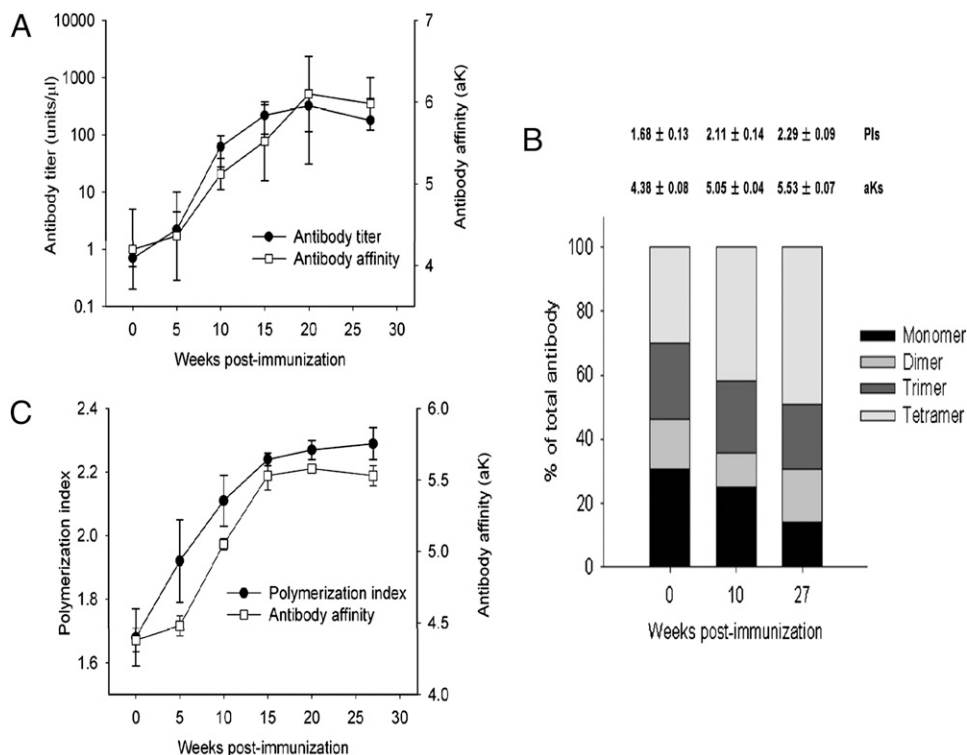 A
10000
1000
100
10
1
0.1
Antibody titer (units/µl)
7
6
5
4
Antibody affinity (aK)
Antibody titer
Antibody affinity
0 5 10 15 20 25 30
Weeks post-immunization
B
1.68 ± 0.13 2.11 ± 0.14 2.29 ± 0.09 PIs
4.38 ± 0.08 5.05 ± 0.04 5.53 ± 0.07 aKs
100
80
60
40
20
0
% of total antibody
Monomer
Dimer
Trimer
Tetramer
0 10 27
Weeks post-immunization
C
2.4
2.2
2.0
1.8
1.6
Polymerization index
6.0
5.5
5.0
4.5
4.0
Antibody affinity (aK)
Polymerization index
Antibody affinity
0 5 10 15 20 25 30
Weeks post-immunization